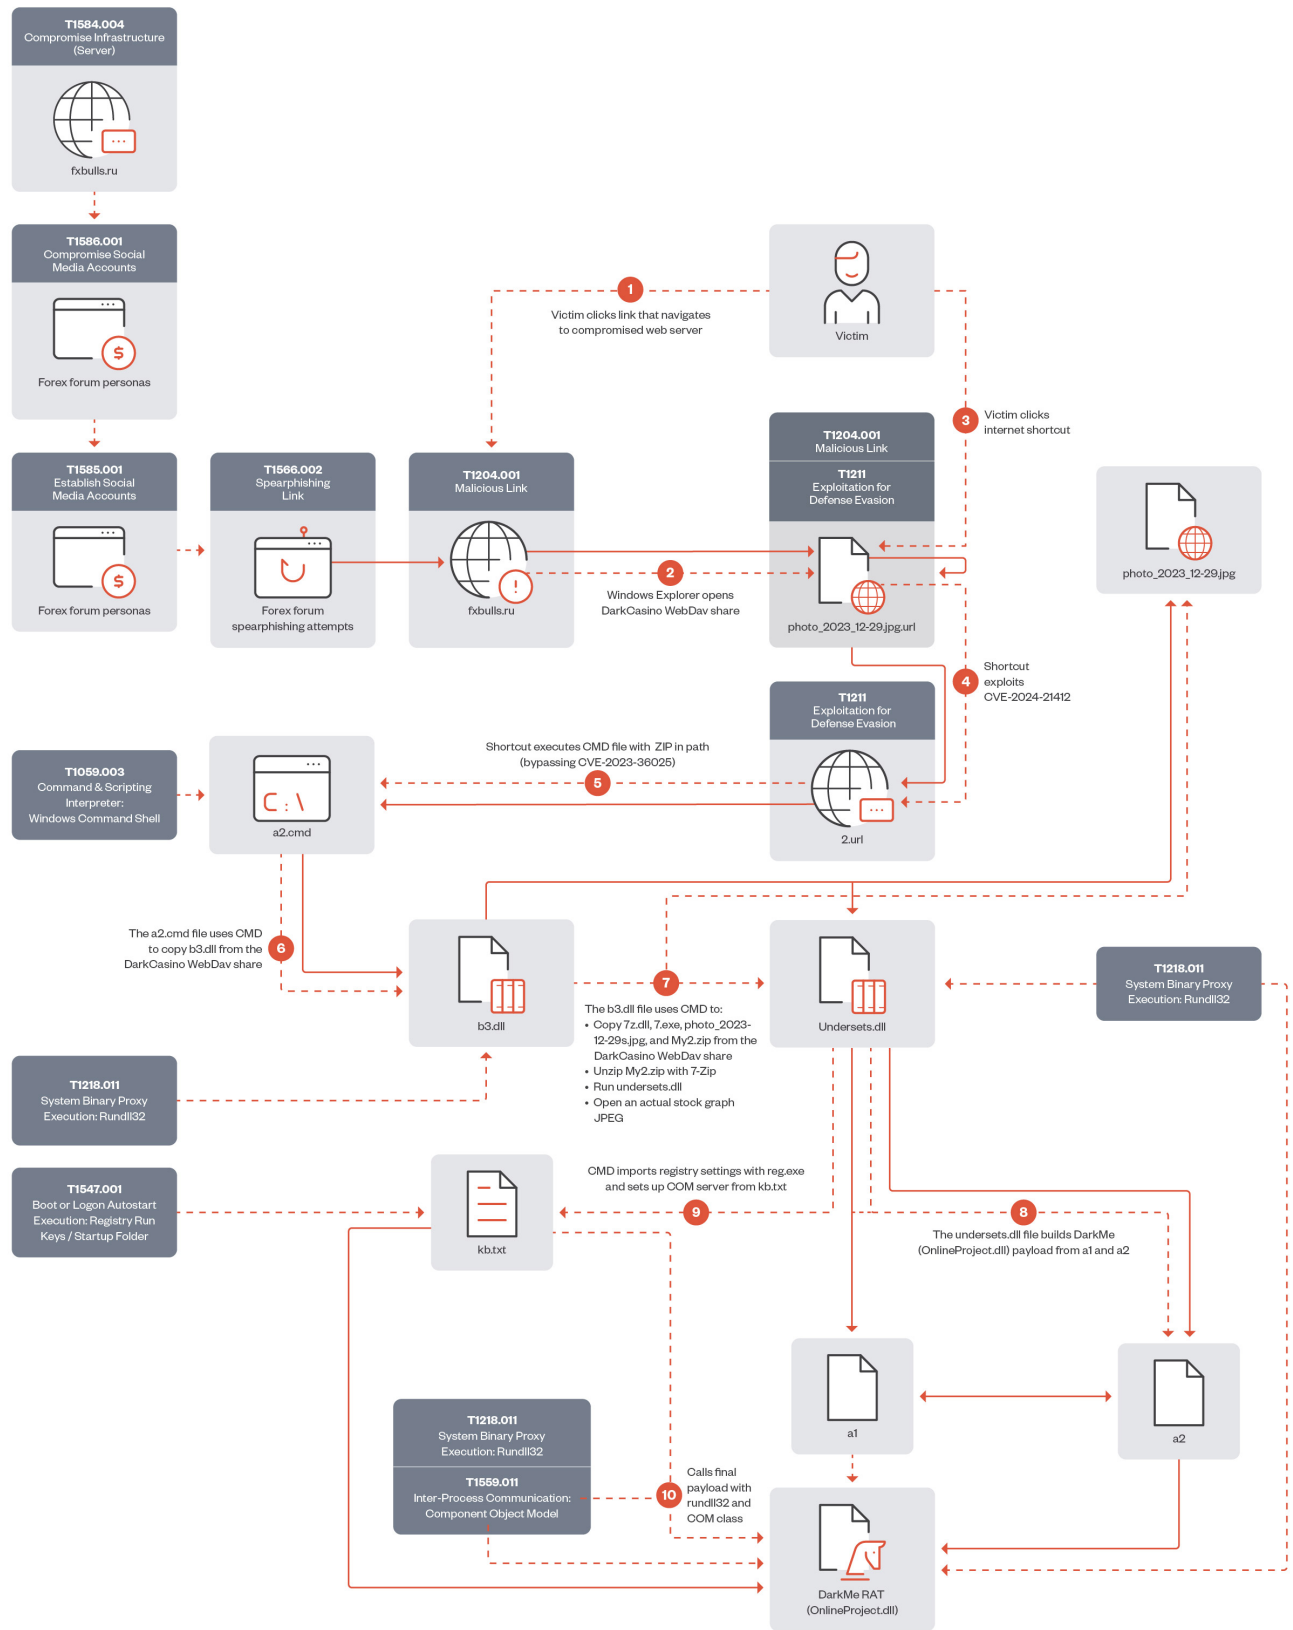 T1584.004
Compromise Infrastructure
(Server)
fxbulls.ru
T1586.001
Compromise Social
Media Accounts
Forex forum personas
Victim
1
Victim clicks link that navigates
to compromised web server
3
Victim clicks
internet shortcut
T1585.001
Establish Social
Media Accounts
Forex forum personas
T1566.002
Spearphishing
Link
Forex forum
spearphishing attempts
T1204.001
Malicious Link
fxbulls.ru
2
Windows Explorer opens
DarkCasino WebDav share
T1204.001
Malicious Link
T1211
Exploitation for
Defense Evasion
photo_2023_12-29.jpg.url
photo_2023_12-29.jpg
4
Shortcut
exploits
CVE-2024-21412
T1211
Exploitation for
Defense Evasion
2.url
Shortcut executes CMD file with ZIP in path
(bypassing CVE-2023-36025)
5
T1059.003
Command & Scripting
Interpreter:
Windows Command Shell
C:\
a2.cmd
The a2.cmd file uses CMD
to copy b3.dll from the
DarkCasino WebDav share
6
b3.dll
7
The b3.dll file uses CMD to:
• Copy 7z.dll, 7.exe, photo_2023-
12-29s.jpg, and My2.zip from the
DarkCasino WebDav share
• Unzip My2.zip with 7-Zip
• Run undersets.dll
• Open an actual stock graph
JPEG
Undersets.dll
T1218.011
System Binary Proxy
Execution: Rundll32
T1218.011
System Binary Proxy
Execution: Rundll32
T1547.001
Boot or Logon Autostart
Execution: Registry Run
Keys / Startup Folder
kb.txt
CMD imports registry settings with reg.exe
and sets up COM server from kb.txt
9
8
The undersets.dll file builds DarkMe
(OnlineProject.dll) payload from a1 and a2
a1
a2
T1218.011
System Binary Proxy
Execution: Rundll32
T1559.011
Inter-Process Communication:
Component Object Model
10
Calls final
payload with
rundll32 and
COM class
DarkMe RAT
(OnlineProject.dll)